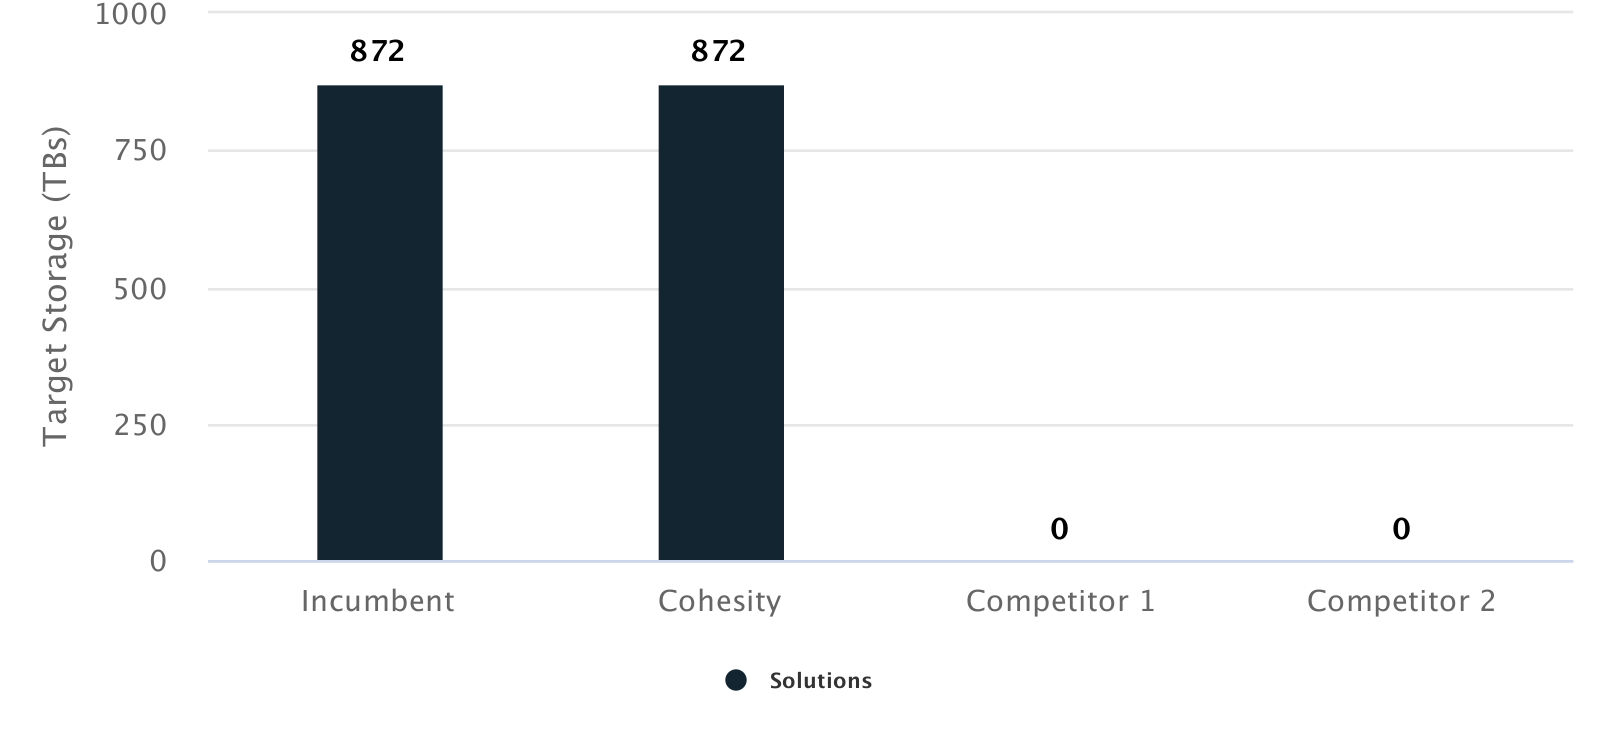 1000
872
872
750
500
250
0
0
0
Target Storage (TBs)
Incumbent
Cohesity
Competitor 1
Competitor 2
Solutions